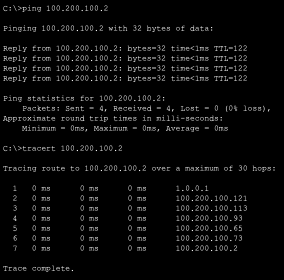 C:\>ping 100.200.100.2
Pinging 100.200.100.2 with 32 bytes of data:
Reply from 100.200.100.2: bytes=32 time<1ms TTL=122
Reply from 100.200.100.2: bytes=32 time<1ms TTL=122
Reply from 100.200.100.2: bytes=32 time<1ms TTL=122
Reply from 100.200.100.2: bytes=32 time<1ms TTL=122
Ping statistics for 100.200.100.2:
Packets: Sent = 4, Received = 4, Lost = 0 (0% loss),
Approximate round trip times in milli-seconds:
Minimum = 0ms, Maximum = 0ms, Average = 0ms
C:\>tracert 100.200.100.2
Tracing route to 100.200.100.2 over a maximum of 30 hops:
1 0 ms 0 ms 0 ms 1.0.0.1
2 0 ms 0 ms 0 ms 100.200.100.121
3 0 ms 0 ms 0 ms 100.200.100.113
4 0 ms 0 ms 0 ms 100.200.100.93
5 0 ms 0 ms 0 ms 100.200.100.65
6 0 ms 0 ms 0 ms 100.200.100.73
7 0 ms 0 ms 0 ms 100.200.100.2
Trace complete.